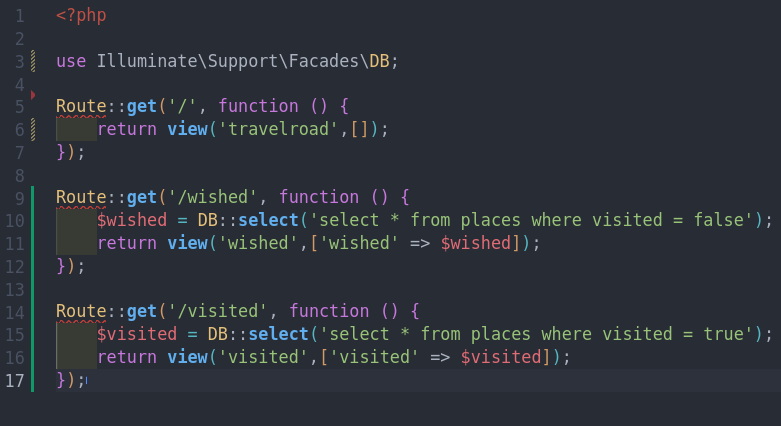 1 <?php
2
3 use Illuminate\Support\Facades\DB;
4
5 Route::get('/', function () {
6     return view('travelroad',[]);
7 });
8
9 Route::get('/wished', function () {
10     $wished = DB::select('select * from places where visited = false');
11     return view('wished',['wished' => $wished]);
12 });
13
14 Route::get('/visited', function () {
15     $visited = DB::select('select * from places where visited = true');
16     return view('visited',['visited' => $visited]);
17 });